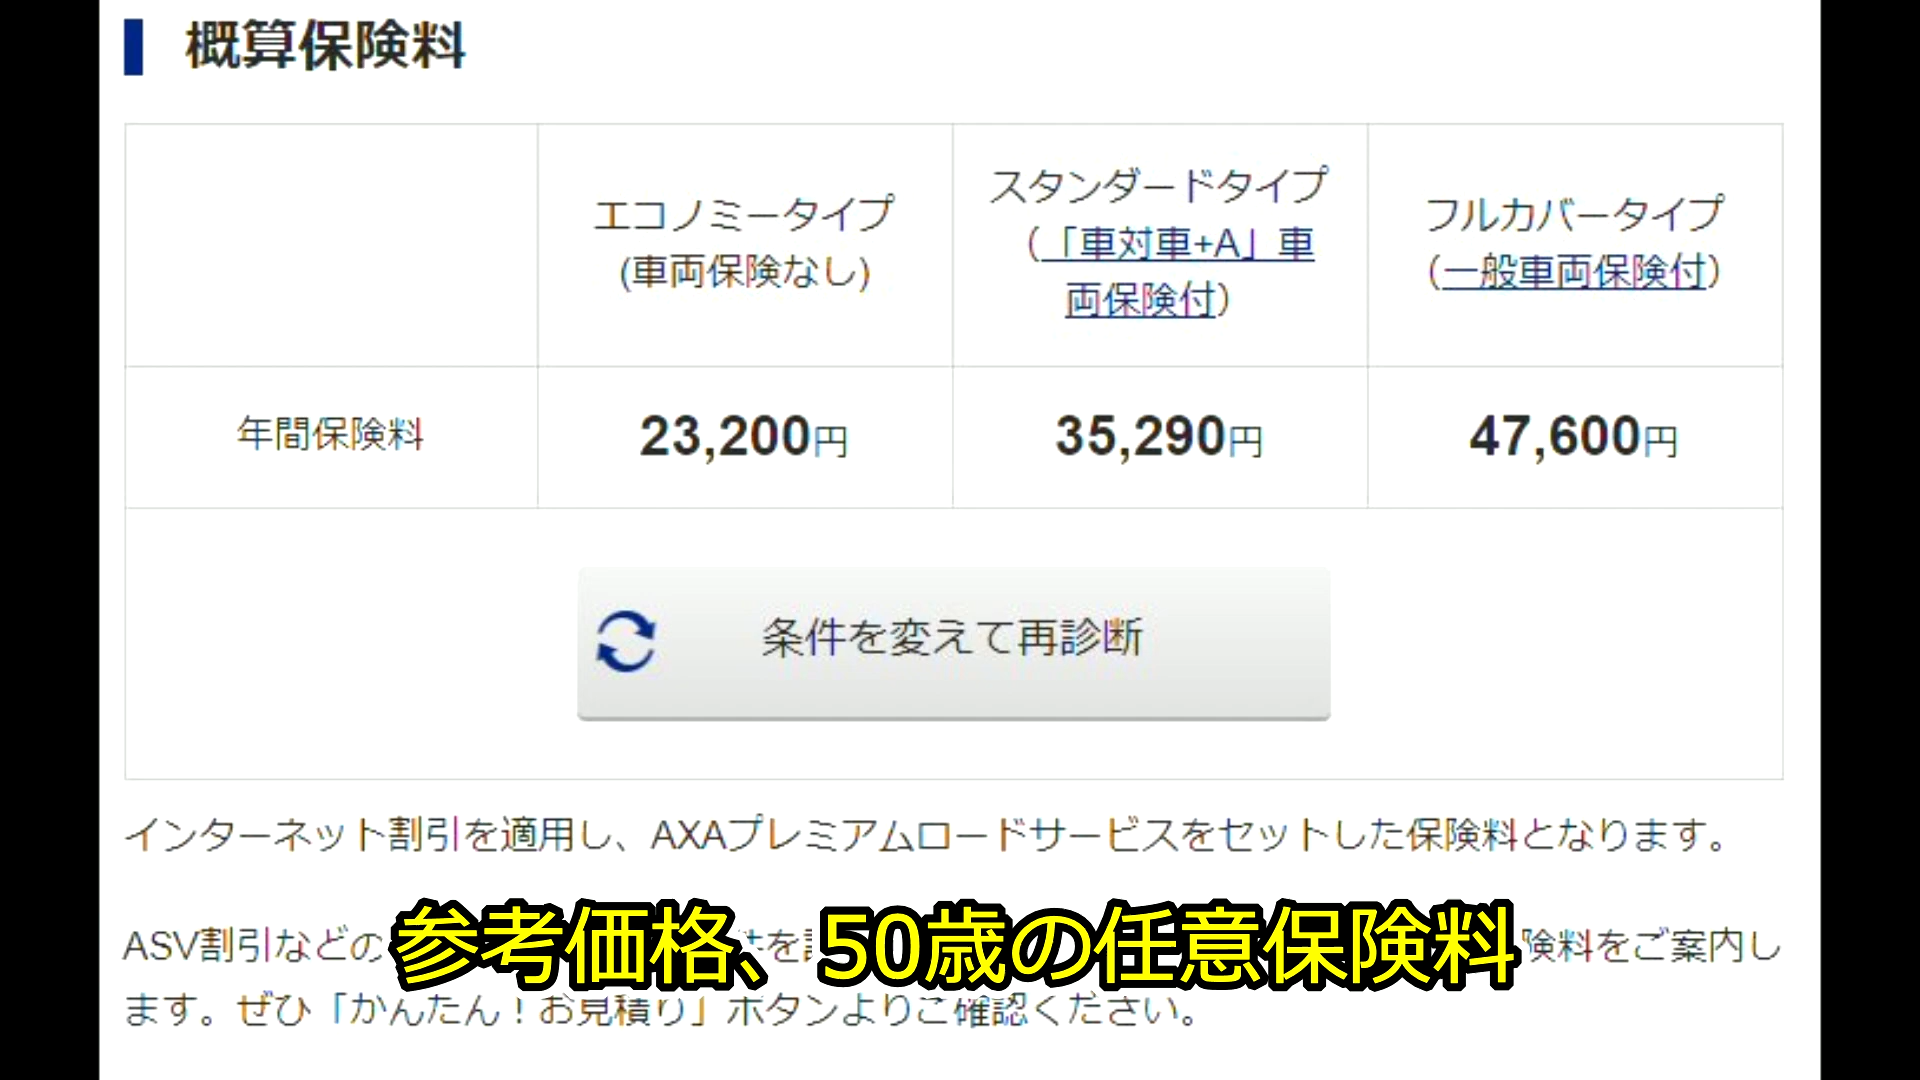 概算保険料
エコノミータイプ
(車両保険なし)
スタンダードタイプ
(「車対車+A」車
両保険付)
フルカバータイプ
(一般車両保険付)
年間保険料
23,200円
35,290円
47,600円
条件を変えて再診断
インターネット割引を適用し、AXAプレミアムロードサービスをセットした保険料となります。
ASV割引などの
を
険料をご案内し
ます。ぜひ「かんたん!お見積り」ボタンよりご確認ください。
参考価格、50歳の任意保険料